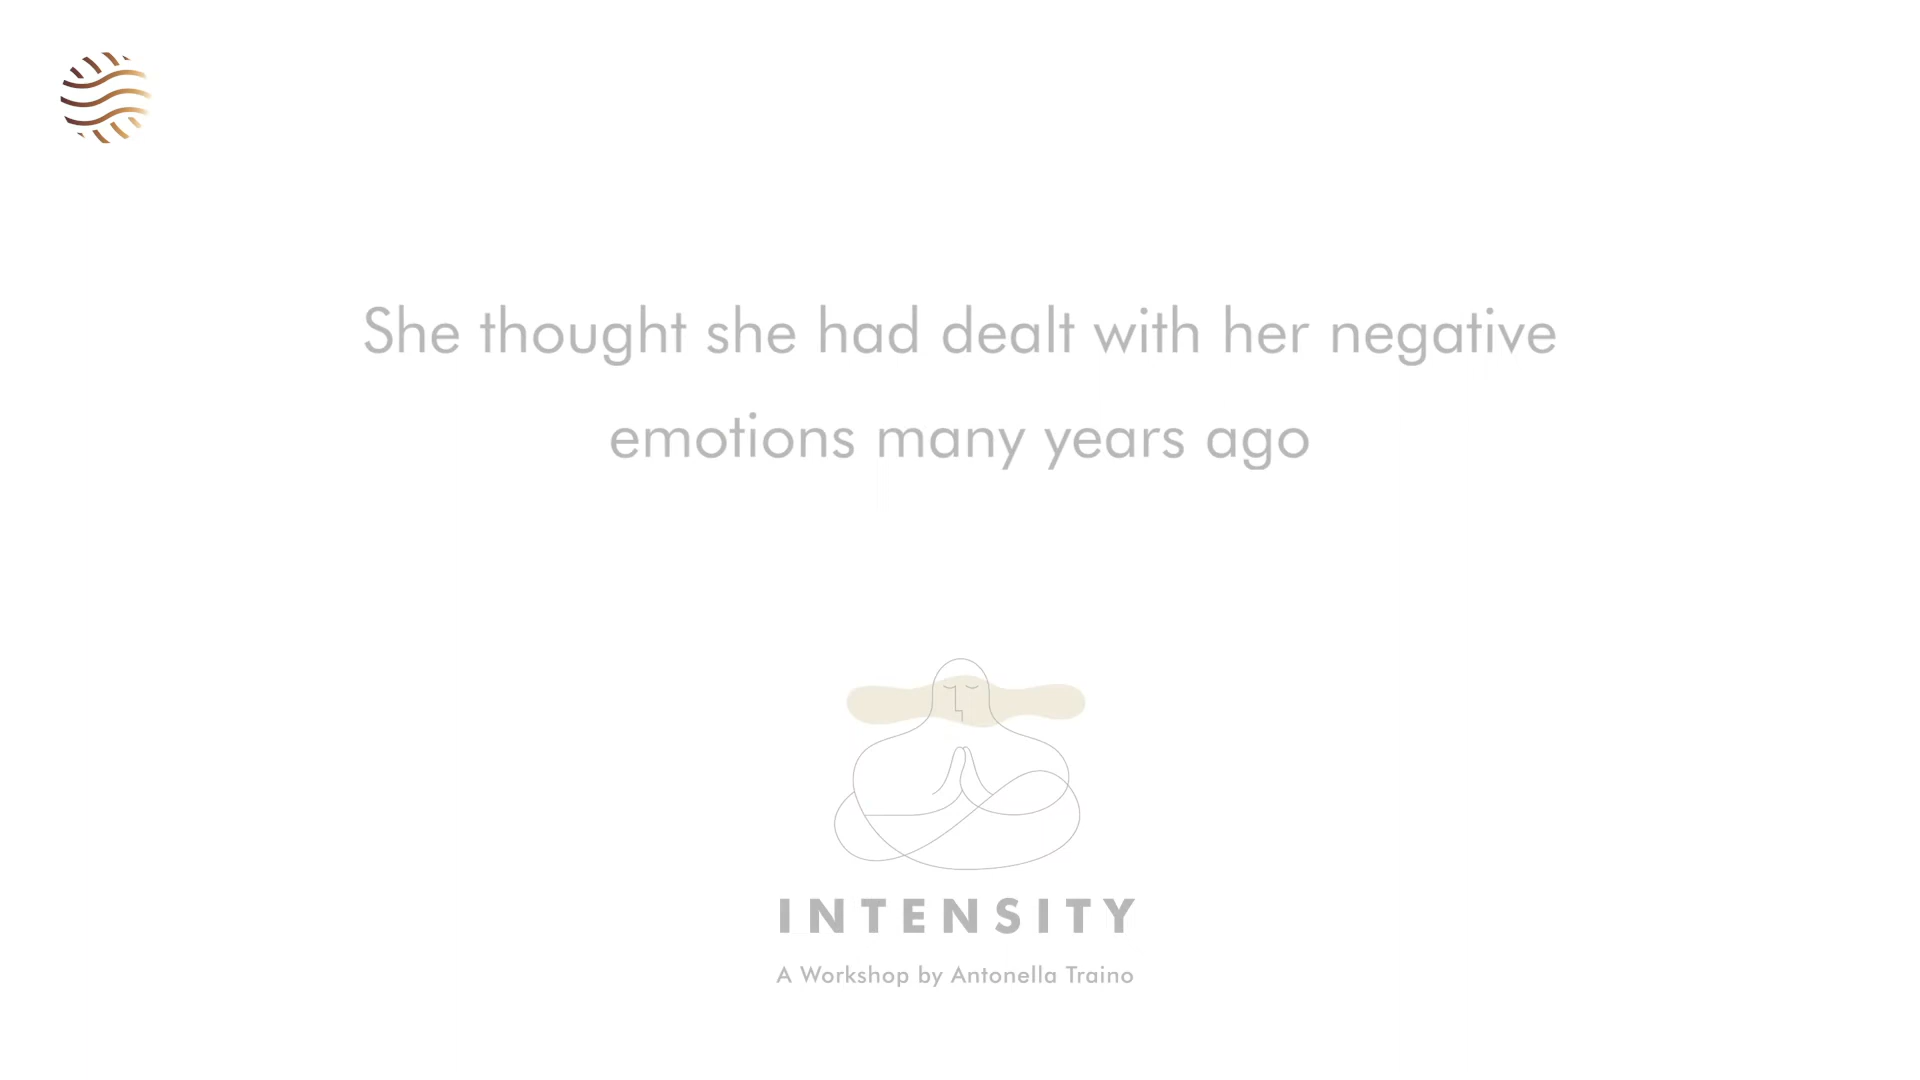 She thought she had dealt with her negative
emotions many years ago
INTENSITY
A Workshop by Antonella Traino